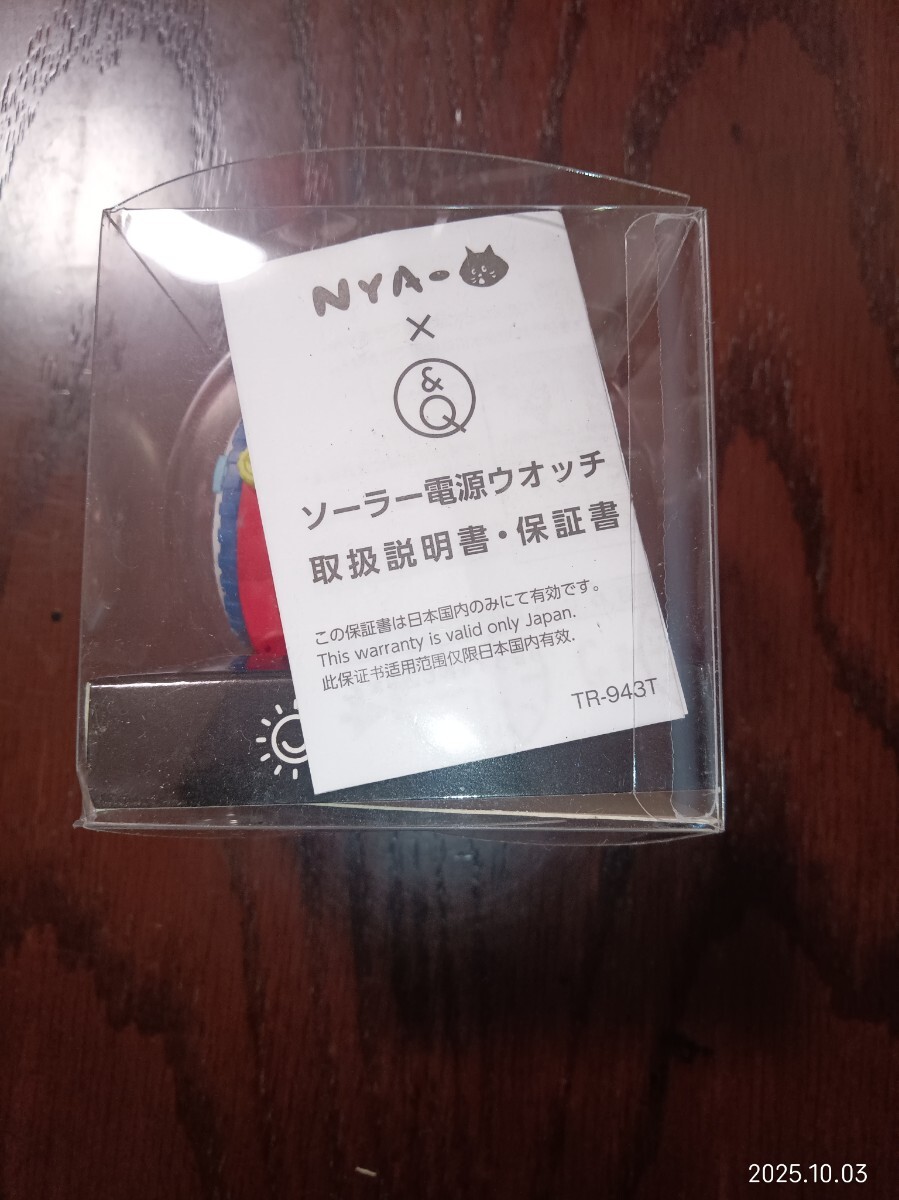 NYA-
×
&
Q
ソーラー電源ウオッチ
取扱説明書・保証書
この保証書は日本国内のみにて有効です。
This warranty is valid only Japan.
此保证书适用范围仅限日本国内有效.
TR-943T
2025.10.03